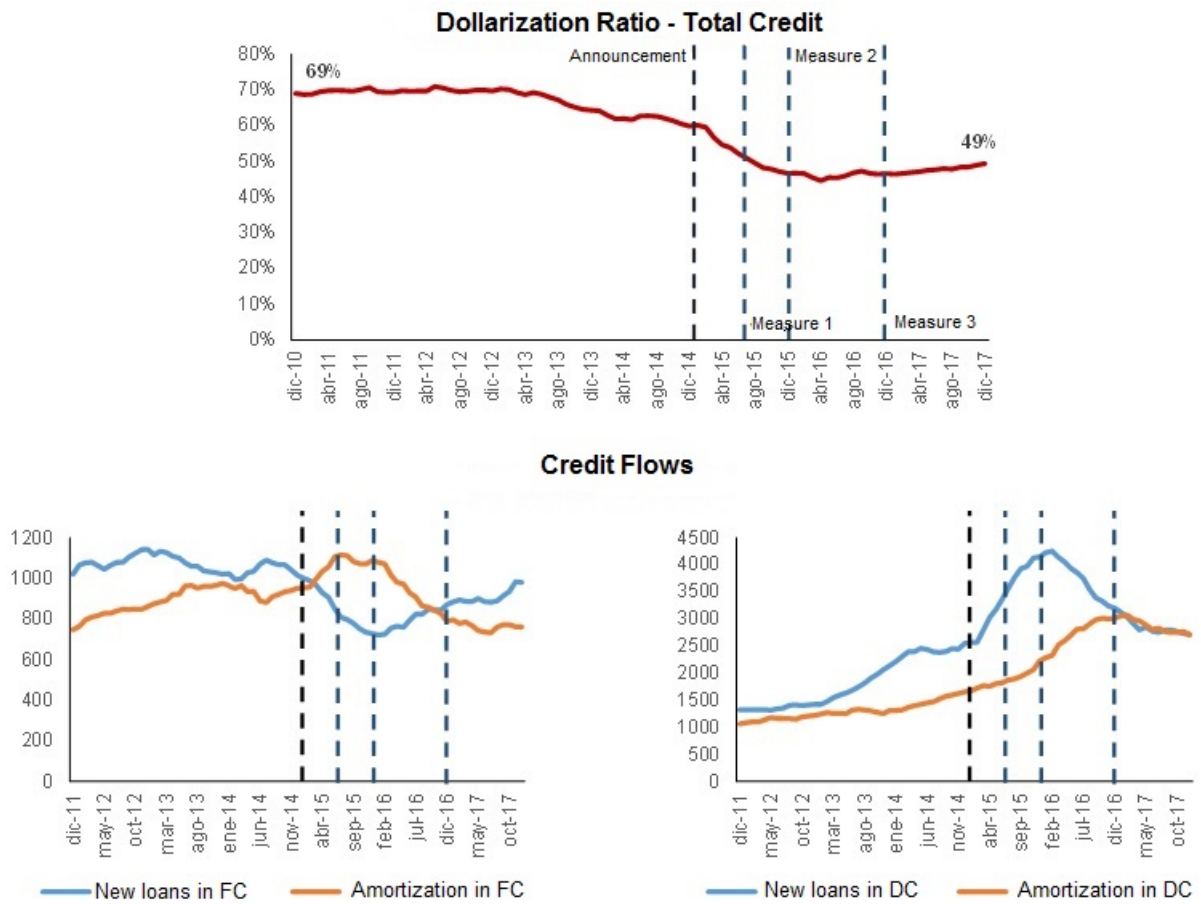 Dollarization Ratio - Total Credit
80%
70%
60%
50%
40%
30%
20%
10%
0%
69%
Announcement
Measure 2
49%
Measure 1
Measure 3
dic-10
abr-11
ago-11
dic-11
abr-12
ago-12
dic-12
abr-13
ago-13
dic-13
abr-14
ago-14
dic-14
abr-15
ago-15
dic-15
abr-16
ago-16
dic-16
abr-17
ago-17
dic-17
Credit Flows
1200
1000
800
600
400
200
0
dic-11
may-12
oct-12
mar-13
ago-13
ene-14
jun-14
nov-14
abr-15
sep-15
feb-16
jul-16
dic-16
may-17
oct-17
New loans in FC
Amortization in FC
4500
4000
3500
3000
2500
2000
1500
1000
500
0
dic-11
may-12
oct-12
mar-13
ago-13
ene-14
jun-14
nov-14
abr-15
sep-15
feb-16
jul-16
dic-16
may-17
oct-17
New loans in DC
Amortization in DC